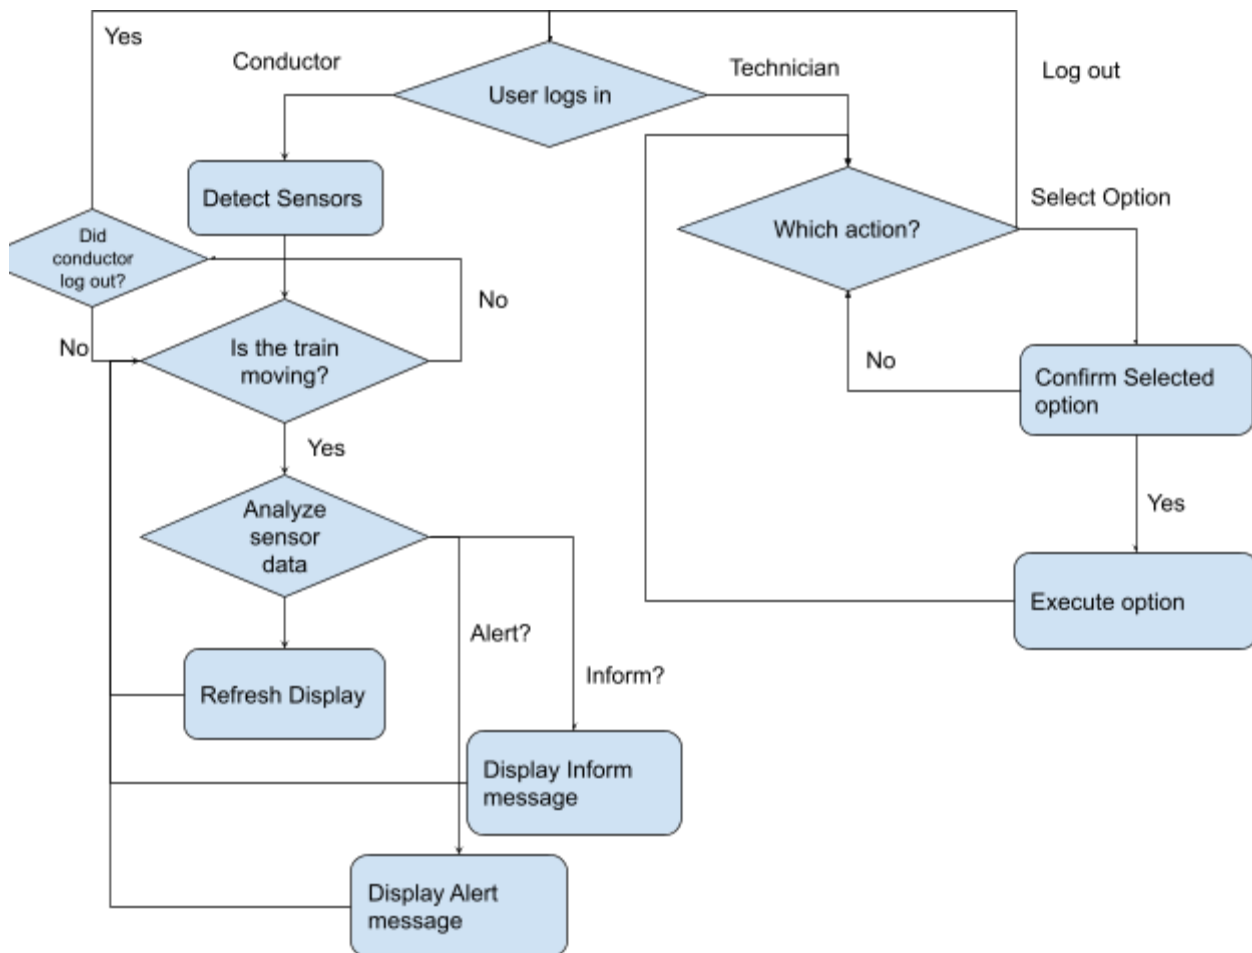 Yes
Conductor
User logs in
Technician
Log out
Detect Sensors
Did
conductor
log out?
Which action?
Select Option
No
No
Is the train
moving?
No
Confirm Selected
option
Yes
Yes
Analyze
sensor
data
Alert?
Inform?
Execute option
Refresh Display
Display Inform
message
Display Alert
message